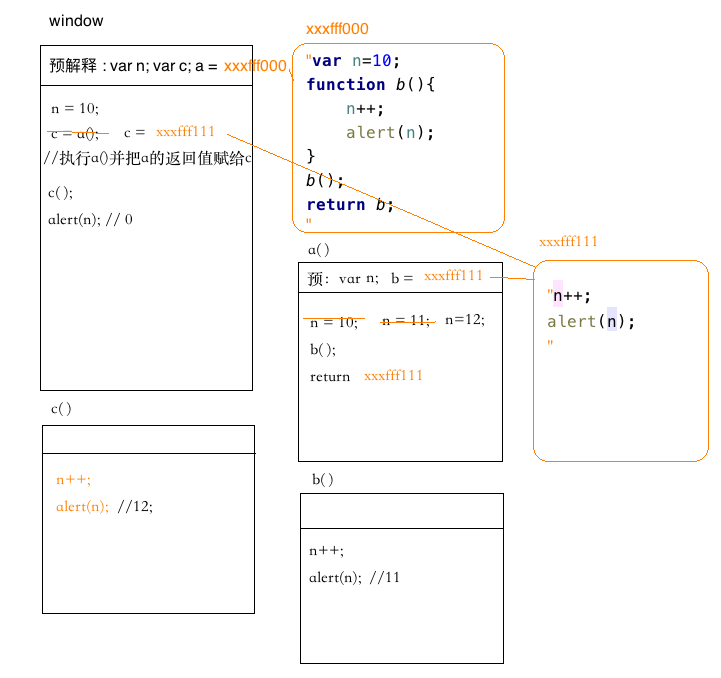 window
预解释：var n; var c; a = xxxfff000
n = 10;
c = a(); c = xxxfff111
//执行a()并把a的返回值赋给c
c( );
alert(n); // 0
xxxfff000
"var n=10;
function b(){
n++;
alert(n);
}
b();
return b;
"
a( )
预：var n; b = xxxfff111
n = 10; n = 11; n=12;
b( );
return xxxfff111
xxxfff111
"n++;
alert(n);
"
c( )
n++;
alert(n); //12;
b( )
n++;
alert(n); //11